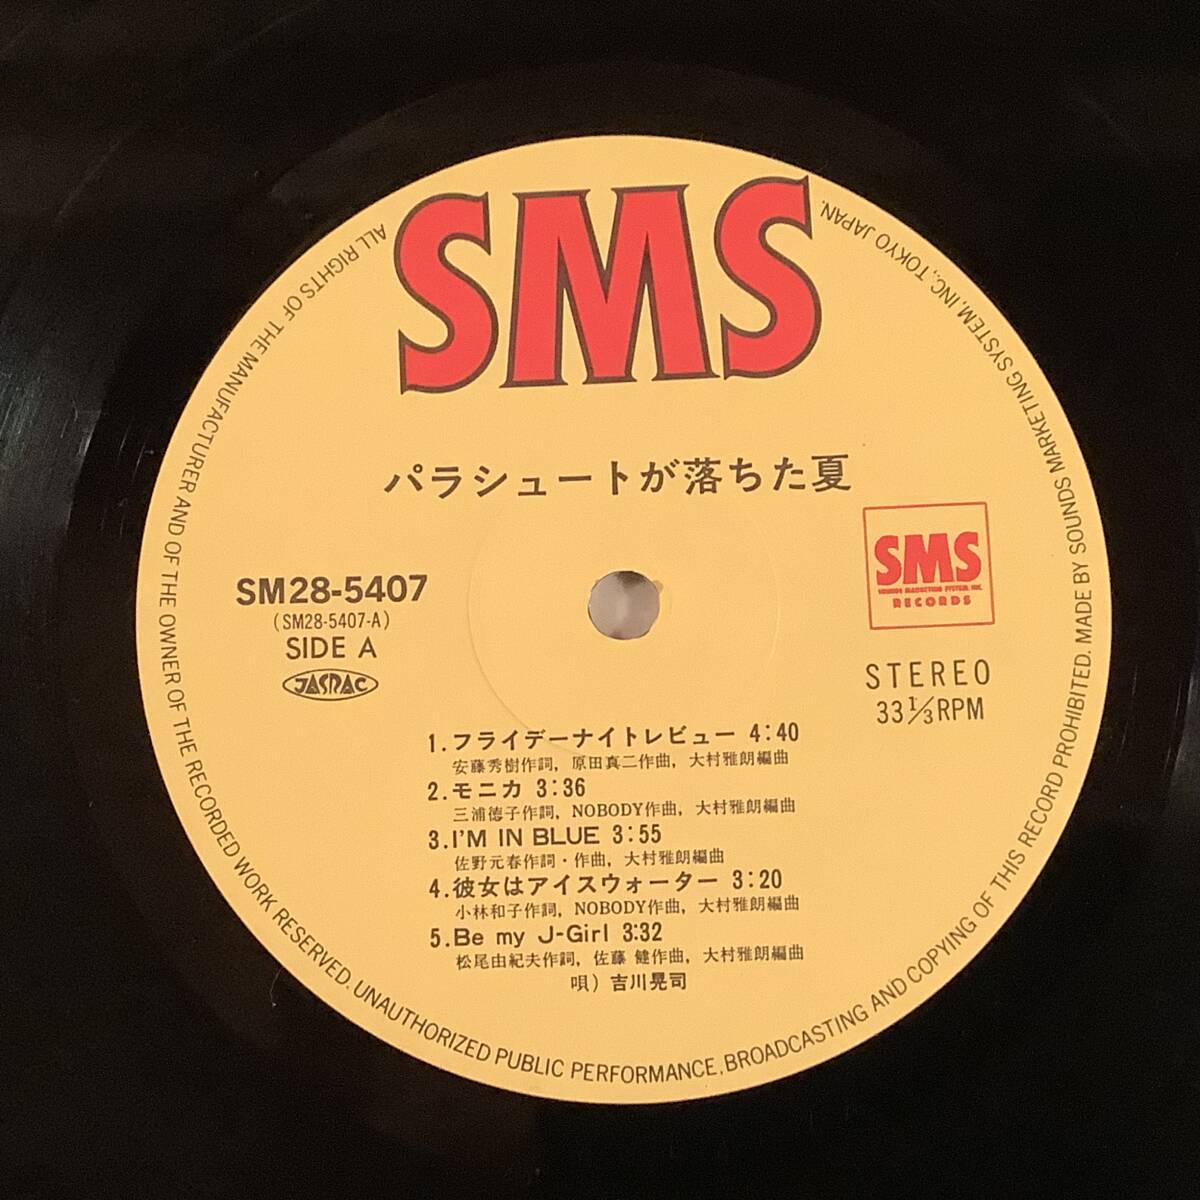 SMS
パラシュートが落ちた夏
SM28-5407
(SM28-5407-A)
SIDE A
JASRAC
SMS
SOUNDS MARKETING SYSTEM, INC.
RECORDS
STEREO
33 1/3 RPM
1.フライデーナイトレビュー 4:40
安藤秀樹作詞, 原田真二作曲, 大村雅朗編曲
2.モニカ 3:36
三浦徳子作詞, NOBODY作曲, 大村雅朗編曲
3.I'M IN BLUE 3:55
佐野元春作詞・作曲, 大村雅朗編曲
4.彼女はアイスウォーター 3:20
小林和子作詞, NOBODY作曲, 大村雅朗編曲
5.Be my J-Girl 3:32
松尾由紀夫作詞, 佐藤 健作曲, 大村雅朗編曲
唄) 吉川晃司
ALL RIGHTS OF THE MANUFACTURER AND OF THE OWNER OF THE RECORDED WORK RESERVED. UNAUTHORIZED PUBLIC PERFORMANCE, BROADCASTING AND COPYING OF THIS RECORD PROHIBITED. MADE BY SOUNDS MARKETING SYSTEM, INC., TOKYO JAPAN.